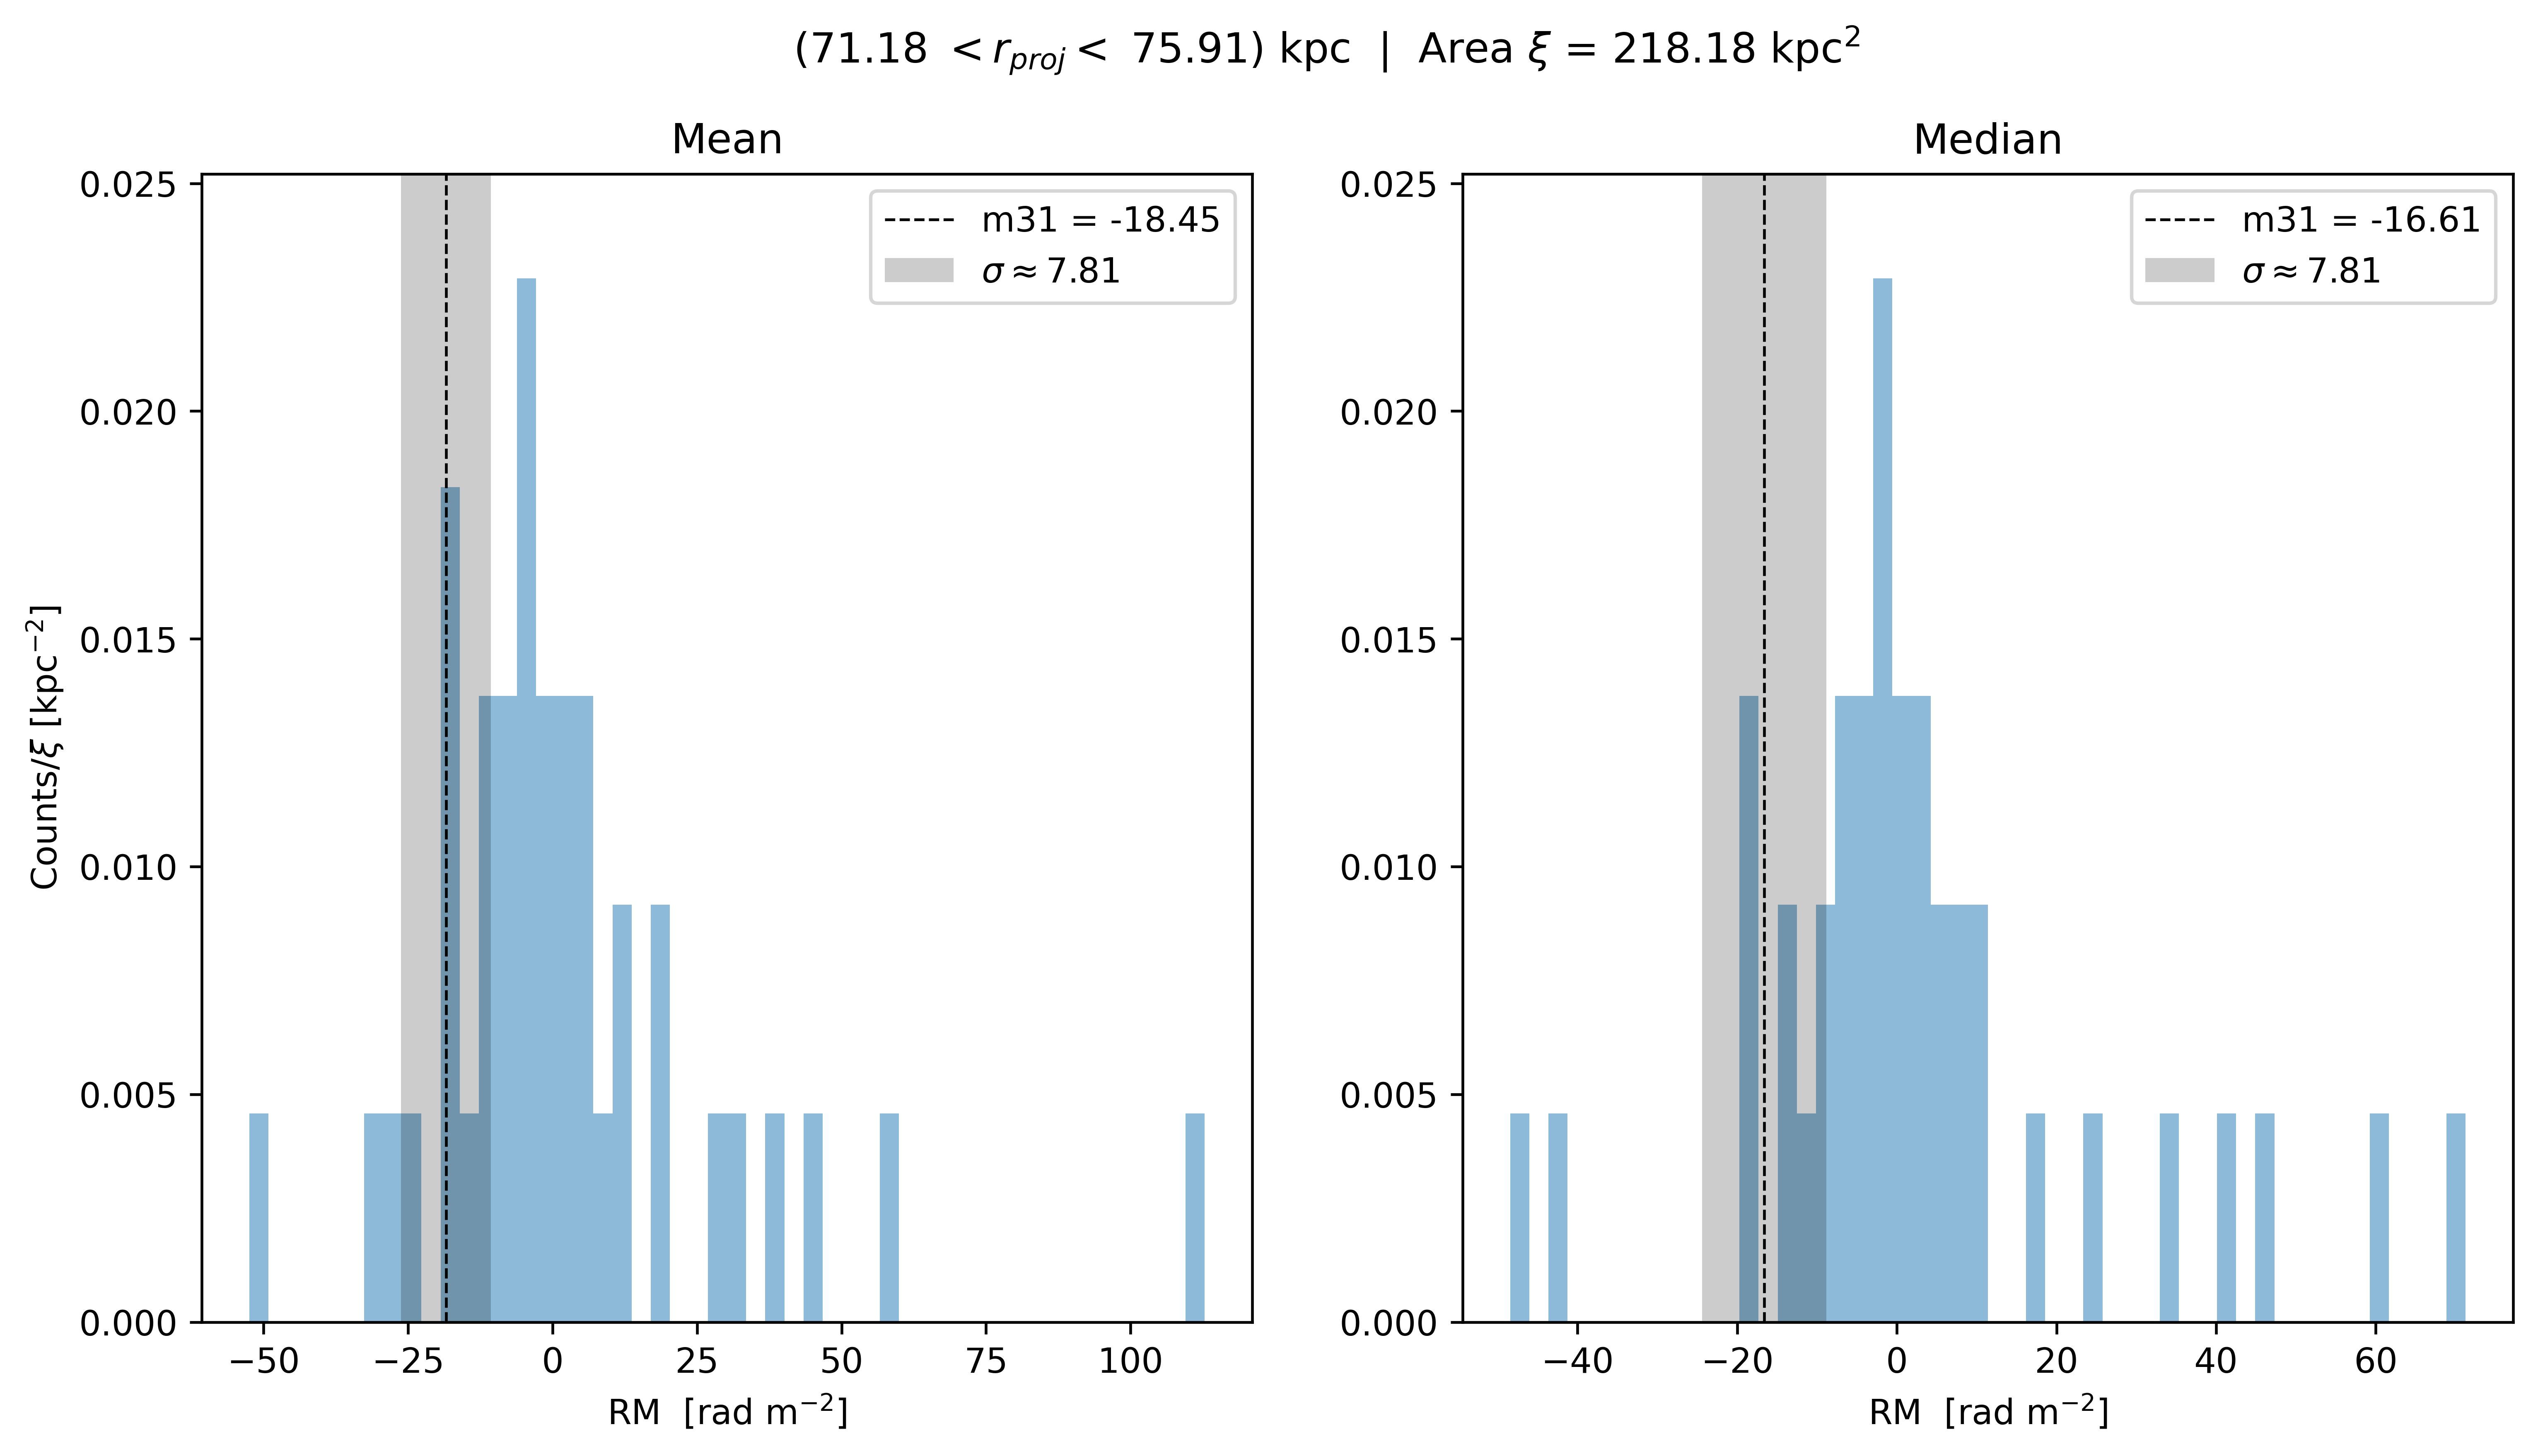 (71.18 < r_proj < 75.91) kpc | Area ξ = 218.18 kpc²
Mean
Median
m31 = -18.45
σ ≈ 7.81
m31 = -16.61
σ ≈ 7.81
0.025
0.020
0.015
0.010
0.005
0.000
Counts/ξ [kpc⁻²]
−50 −25 0 25 50 75 100
RM [rad m⁻²]
0.025
0.020
0.015
0.010
0.005
0.000
−40 −20 0 20 40 60
RM [rad m⁻²]